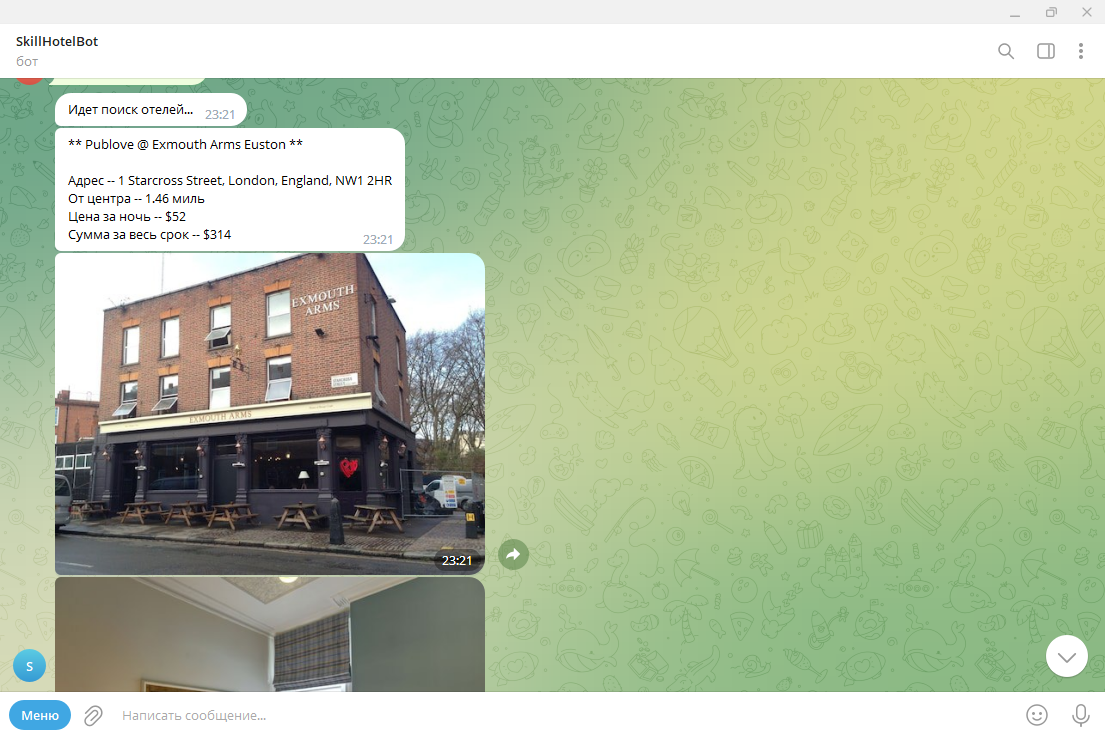 SkillHotelBot
бот
Идет поиск отелей...
23:21
** Publove @ Exmouth Arms Euston **
Адрес -- 1 Starcross Street, London, England, NW1 2HR
От центра -- 1.46 миль
Цена за ночь -- $52
Сумма за весь срок -- $314
23:21
EXMOUTH
ARMS
EXMOUTH ARMS
23:21
S
Меню
Написать сообщение...